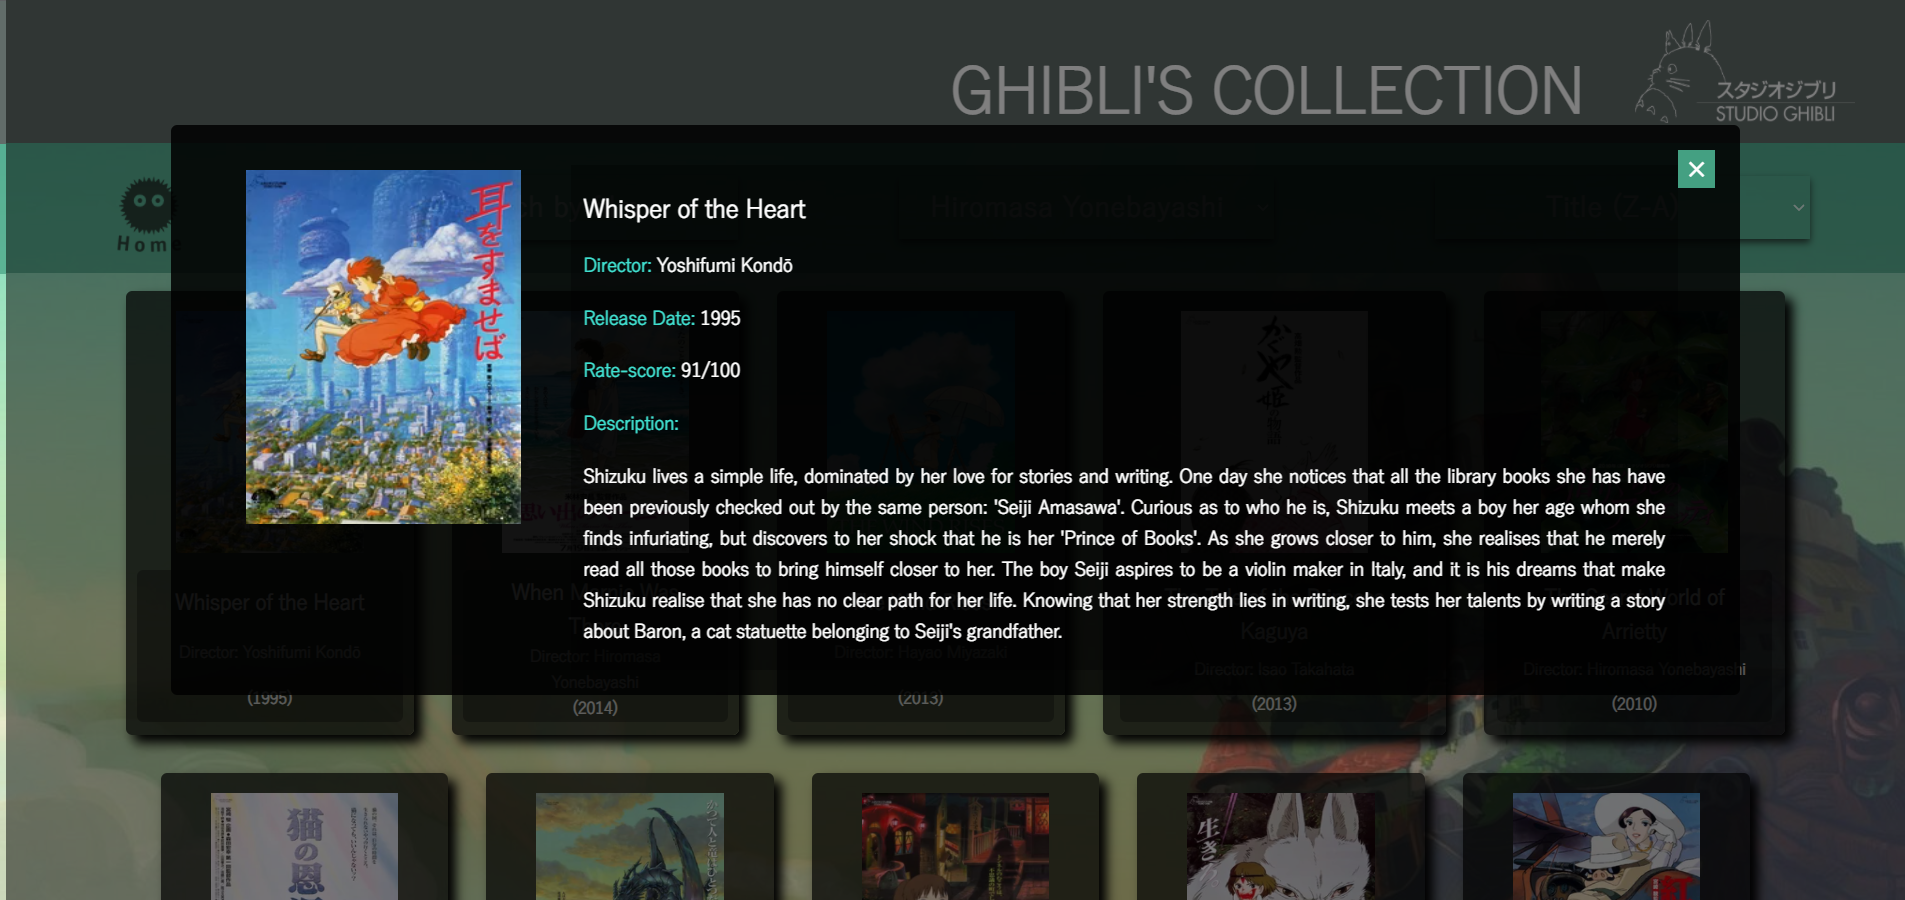 GHIBLI'S COLLECTION
スタジオジブリ
STUDIO GHIBLI
Home
ch by
Hiromasa Yonebayashi
Title (Z-A)
耳をすませば
Whisper of the Heart
Director: Yoshifumi Kondō
Release Date: 1995
Rate-score: 91/100
Description:
Shizuku lives a simple life, dominated by her love for stories and writing. One day she notices that all the library books she has have
been previously checked out by the same person: 'Seiji Amasawa'. Curious as to who he is, Shizuku meets a boy her age whom she
finds infuriating, but discovers to her shock that he is her 'Prince of Books'. As she grows closer to him, she realises that he merely
read all those books to bring himself closer to her. The boy Seiji aspires to be a violin maker in Italy, and it is his dreams that make
Shizuku realise that she has no clear path for her life. Knowing that her strength lies in writing, she tests her talents by writing a story
about Baron, a cat statuette belonging to Seiji's grandfather.
かぐや姫
Whisper of the Heart
Director: Yoshifumi Kondō
(1995)
When
Director: Hiromasa
Yonebayashi
(2014)
Director: Hayao Miyazaki
(2013)
Kaguya
Director: Isao Takahata
(2013)
World of
Arrietty
Director: Hiromasa Yonebayashi
(2010)
猫の恩
生きろ。
紅